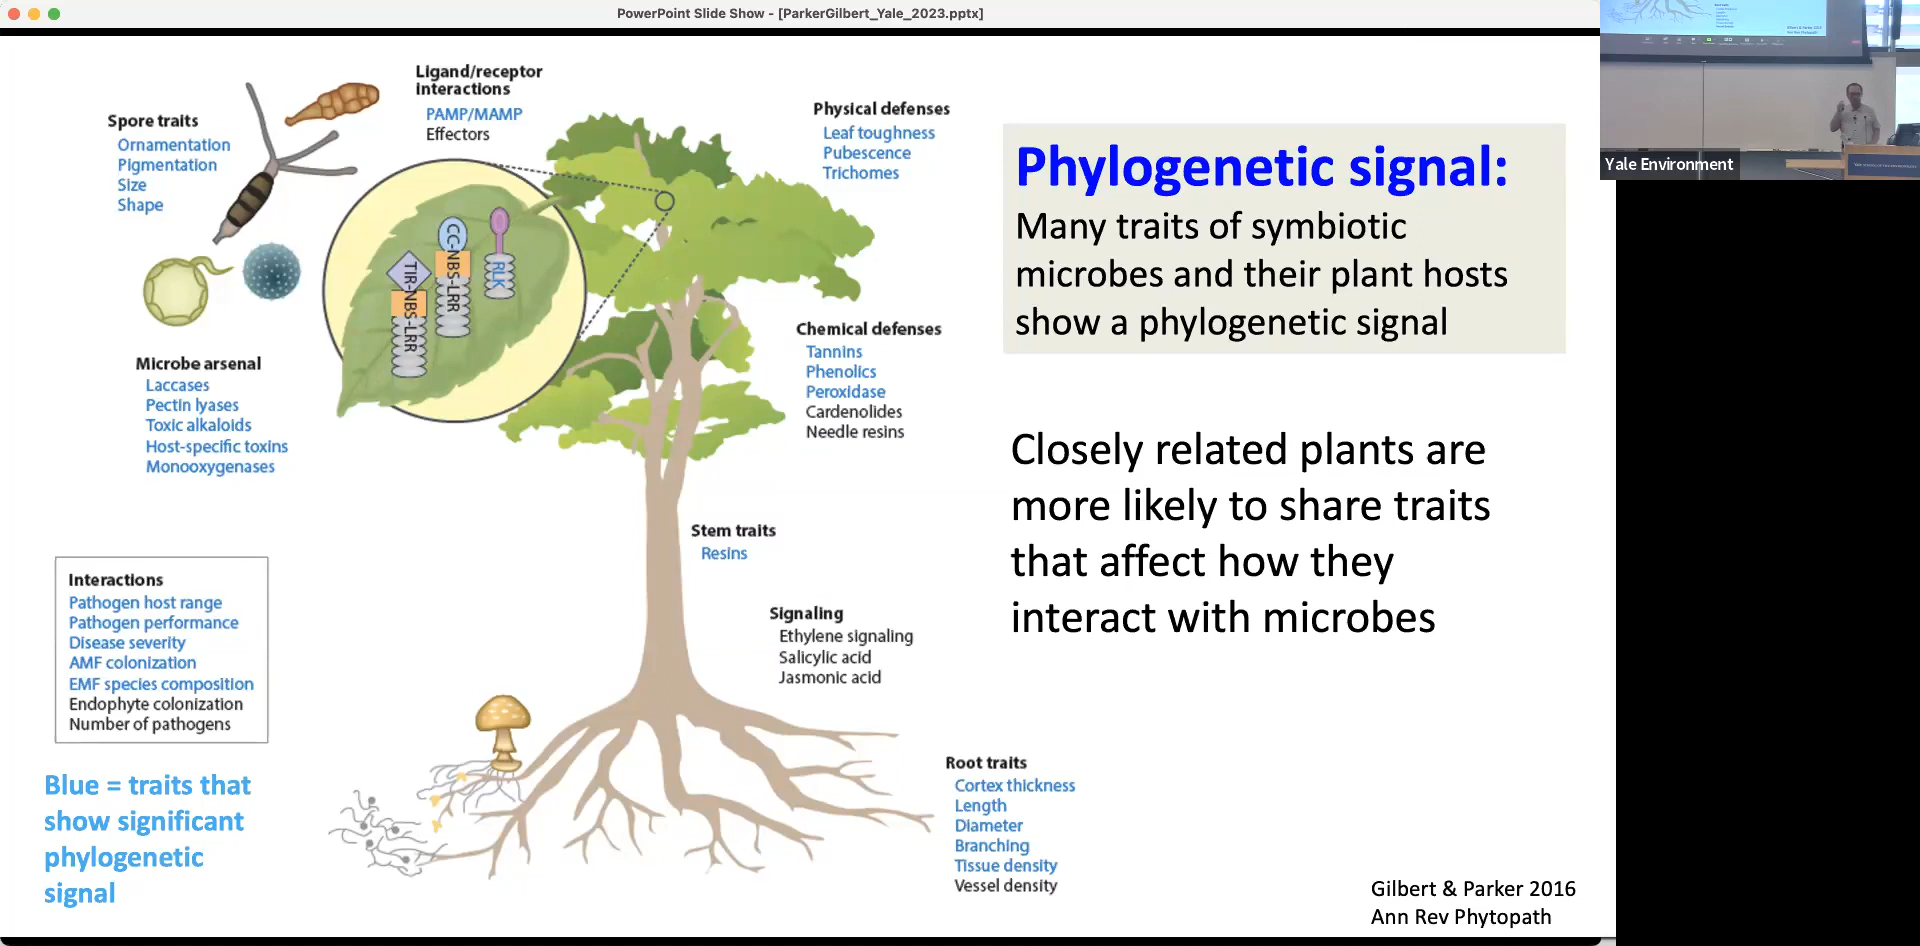 PowerPoint Slide Show - [ParkerGilbert_Yale_2023.pptx]
Spore traits
Ornamentation
Pigmentation
Size
Shape
Ligand/receptor
interactions
PAMP/MAMP
Effectors
TIR-NBS-LRR
CC-NBS-LRR
RLK
Physical defenses
Leaf toughness
Pubescence
Trichomes
Microbe arsenal
Laccases
Pectin lyases
Toxic alkaloids
Host-specific toxins
Monooxygenases
Chemical defenses
Tannins
Phenolics
Peroxidase
Cardenolides
Needle resins
Stem traits
Resins
Signaling
Ethylene signaling
Salicylic acid
Jasmonic acid
Interactions
Pathogen host range
Pathogen performance
Disease severity
AMF colonization
EMF species composition
Endophyte colonization
Number of pathogens
Root traits
Cortex thickness
Length
Diameter
Branching
Tissue density
Vessel density
Blue = traits that
show significant
phylogenetic
signal
Phylogenetic signal:
Many traits of symbiotic
microbes and their plant hosts
show a phylogenetic signal
Closely related plants are
more likely to share traits
that affect how they
interact with microbes
Gilbert & Parker 2016
Ann Rev Phytopath
Yale Environment